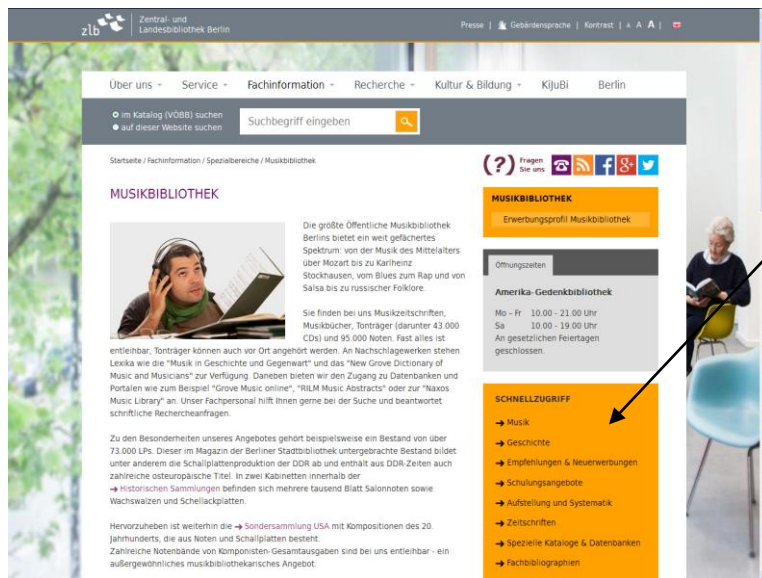 zlb
Zentral- und
Landesbibliothek Berlin
Presse | Gebärdensprache | Kontrast | A A A |
Über uns
Service
Fachinformation
Recherche
Kultur & Bildung
KiJuBi
Berlin
im Katalog (VÖBB) suchen
auf dieser Website suchen
Suchbegriff eingeben
Startseite / Fachinformation / Spezialbereiche / Musikbibliothek
(?) Fragen
Sie uns
f
g+
MUSIKBIBLIOTHEK
Die größte Öffentliche Musikbibliothek
Berlins bietet ein weit gefächertes
Spektrum: von der Musik des Mittelalters
über Mozart bis zu Karlheinz
Stockhausen, vom Blues zum Rap und von
Salsa bis zu russischer Folklore.
Sie finden bei uns Musikzeitschriften,
Musikbücher, Tonträger (darunter 43.000
CDs) und 95.000 Noten. Fast alles ist
entleihbar, Tonträger können auch vor Ort angehört werden. An Nachschlagewerken stehen
Lexika wie die "Musik in Geschichte und Gegenwart" und das "New Grove Dictionary of
Music and Musicians" zur Verfügung. Daneben bieten wir den Zugang zu Datenbanken und
Portalen wie zum Beispiel "Grove Music online", "RILM Music Abstracts" oder zur "Naxos
Music Library" an. Unser Fachpersonal hilft Ihnen gerne bei der Suche und beantwortet
schriftliche Rechercheanfragen.
Zu den Besonderheiten unseres Angebotes gehört beispielsweise ein Bestand von über
73.000 LPs. Dieser im Magazin der Berliner Stadtbibliothek untergebrachte Bestand bildet
unter anderem die Schallplattenproduktion der DDR ab und enthält aus DDR-Zeiten auch
zahlreiche osteuropäische Titel. In zwei Kabinetten innerhalb der
→ Historischen Sammlungen befinden sich mehrere tausend Blatt Salonnoten sowie
Wachswalzen und Schellackplatten.
Hervorzuheben ist weiterhin die → Sondersammlung USA mit Kompositionen des 20.
Jahrhunderts, die aus Noten und Schallplatten besteht.
Zahlreiche Notenbände von Komponisten-Gesamtausgaben sind bei uns entleihbar - ein
außergewöhnliches musikbibliothekarisches Angebot.
MUSIKBIBLIOTHEK
Erwerbungsprofil Musikbibliothek
Öffnungszeiten
Amerika-Gedenkbibliothek
Mo - Fr 10.00 - 21.00 Uhr
Sa 10.00 - 19.00 Uhr
An gesetzlichen Feiertagen
geschlossen.
SCHNELLZUGRIFF
→ Musik
→ Geschichte
→ Empfehlungen & Neuerwerbungen
→ Schulungsangebote
→ Aufstellung und Systematik
→ Zeitschriften
→ Spezielle Kataloge & Datenbanken
→ Fachbibliographien